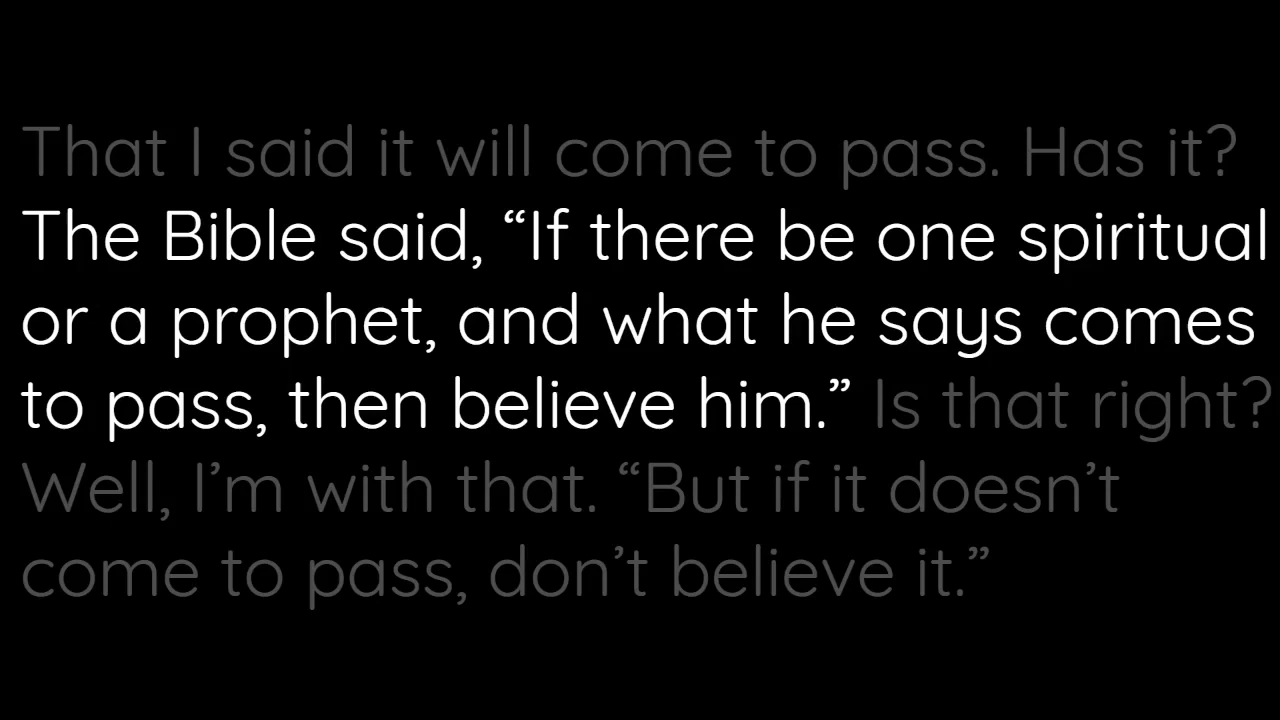 That I said it will come to pass. Has it?
The Bible said, “If there be one spiritual
or a prophet, and what he says comes
to pass, then believe him.” Is that right?
Well, I’m with that. “But if it doesn’t
come to pass, don’t believe it.”